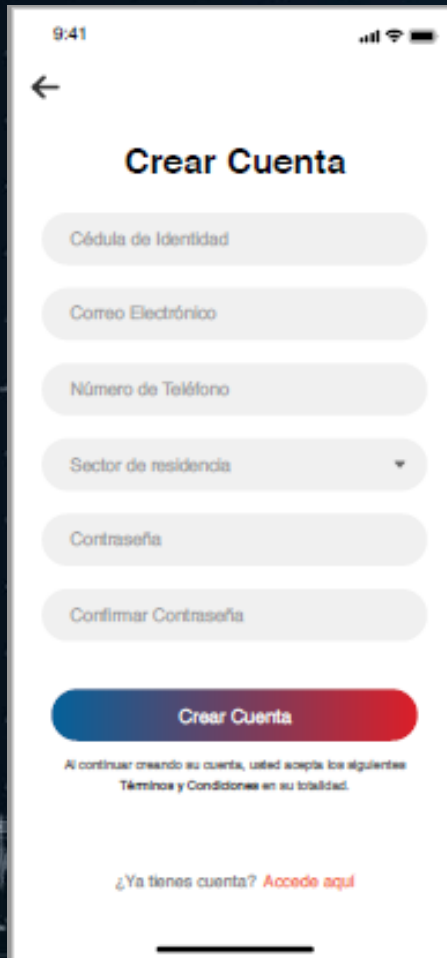 9:41
Crear Cuenta
Cédula de Identidad
Correo Electrónico
Número de Teléfono
Sector de residencia
Contraseña
Confirmar Contraseña
Crear Cuenta
Al continuar creando su cuenta, usted acepta los siguientes
Términos y Condiciones en su totalidad.
¿Ya tienes cuenta? Accede aquí